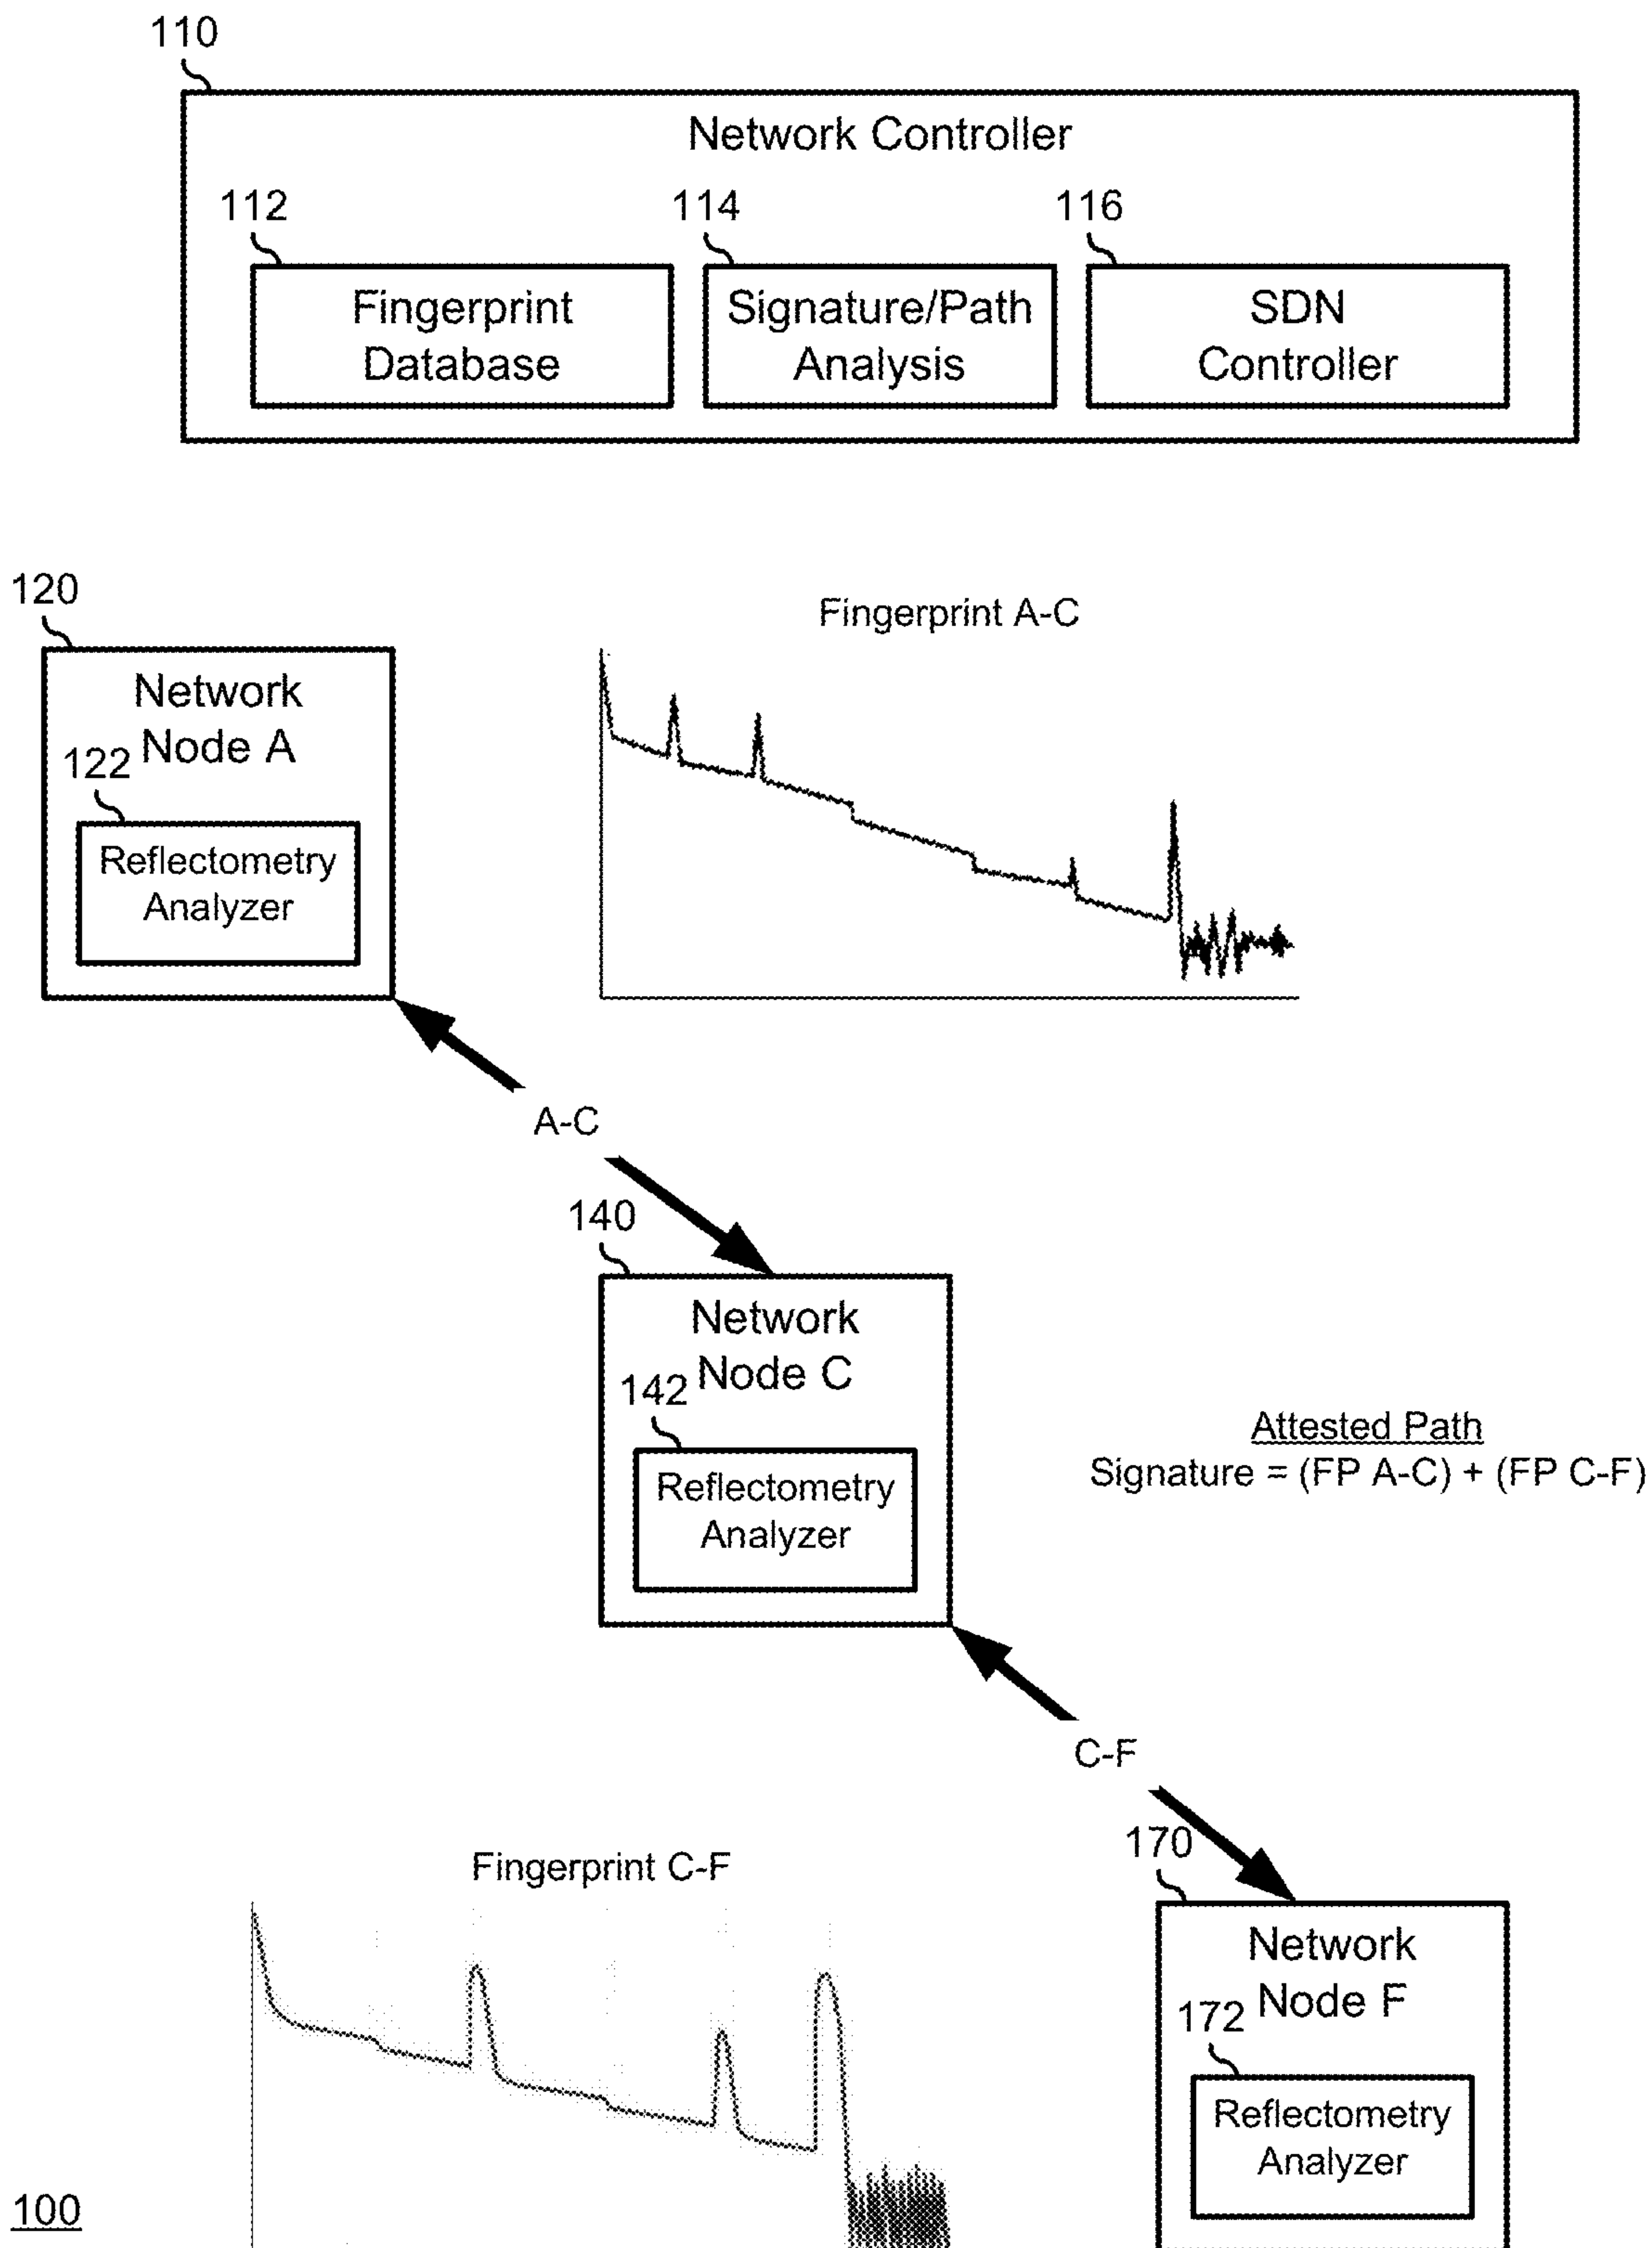 110
Network Controller
112
114
116
Fingerprint
Database
Signature/Path
Analysis
SDN
Controller
120
Network
Node A
122
Reflectometry
Analyzer
Fingerprint A-C
A-C
140
Network
Node C
142
Reflectometry
Analyzer
Attested Path
Signature = (FP A-C) + (FP C-F)
C-F
170
Network
Node F
172
Reflectometry
Analyzer
Fingerprint C-F
100